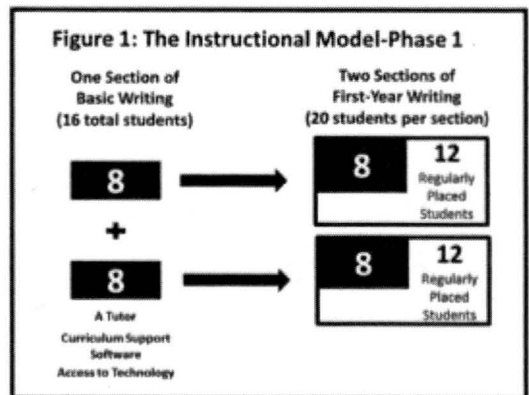 Figure 1: The Instructional Model-Phase 1
One Section of
Basic Writing
(16 total students)
8
+
8
A Tutor
Curriculum Support
Software
Access to Technology
Two Sections of
First-Year Writing
(20 students per section)
8
12
Regularly
Placed
Students
8
12
Regularly
Placed
Students